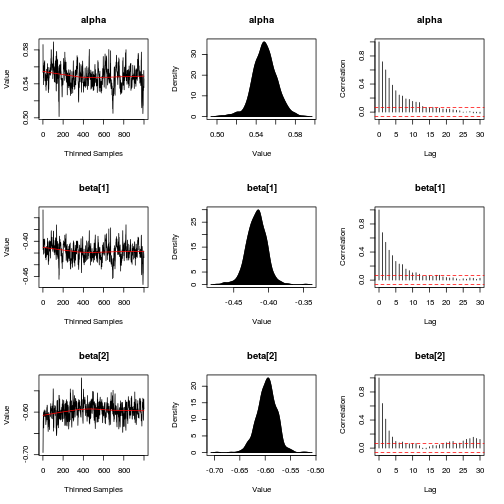 alpha
alpha
alpha
Value
0.50
0.58
0 200 400 600 800
Thinned Samples
Density
0 10 20 30
0.50 0.54 0.58
Value
Correlation
0.0 0.4 0.8
0 5 10 15 20 25 30
Lag
beta[1]
beta[1]
beta[1]
Value
-0.46
-0.40
0 200 400 600 800
Thinned Samples
Density
0 5 15 25
-0.45 -0.40 -0.35
Value
Correlation
0.0 0.4 0.8
0 5 10 15 20 25 30
Lag
beta[2]
beta[2]
beta[2]
Value
-0.70
-0.60
0 200 400 600 800
Thinned Samples
Density
0 5 10 15 20
-0.70 -0.65 -0.60 -0.55 -0.50
Value
Correlation
0.0 0.4 0.8
0 5 10 15 20 25 30
Lag